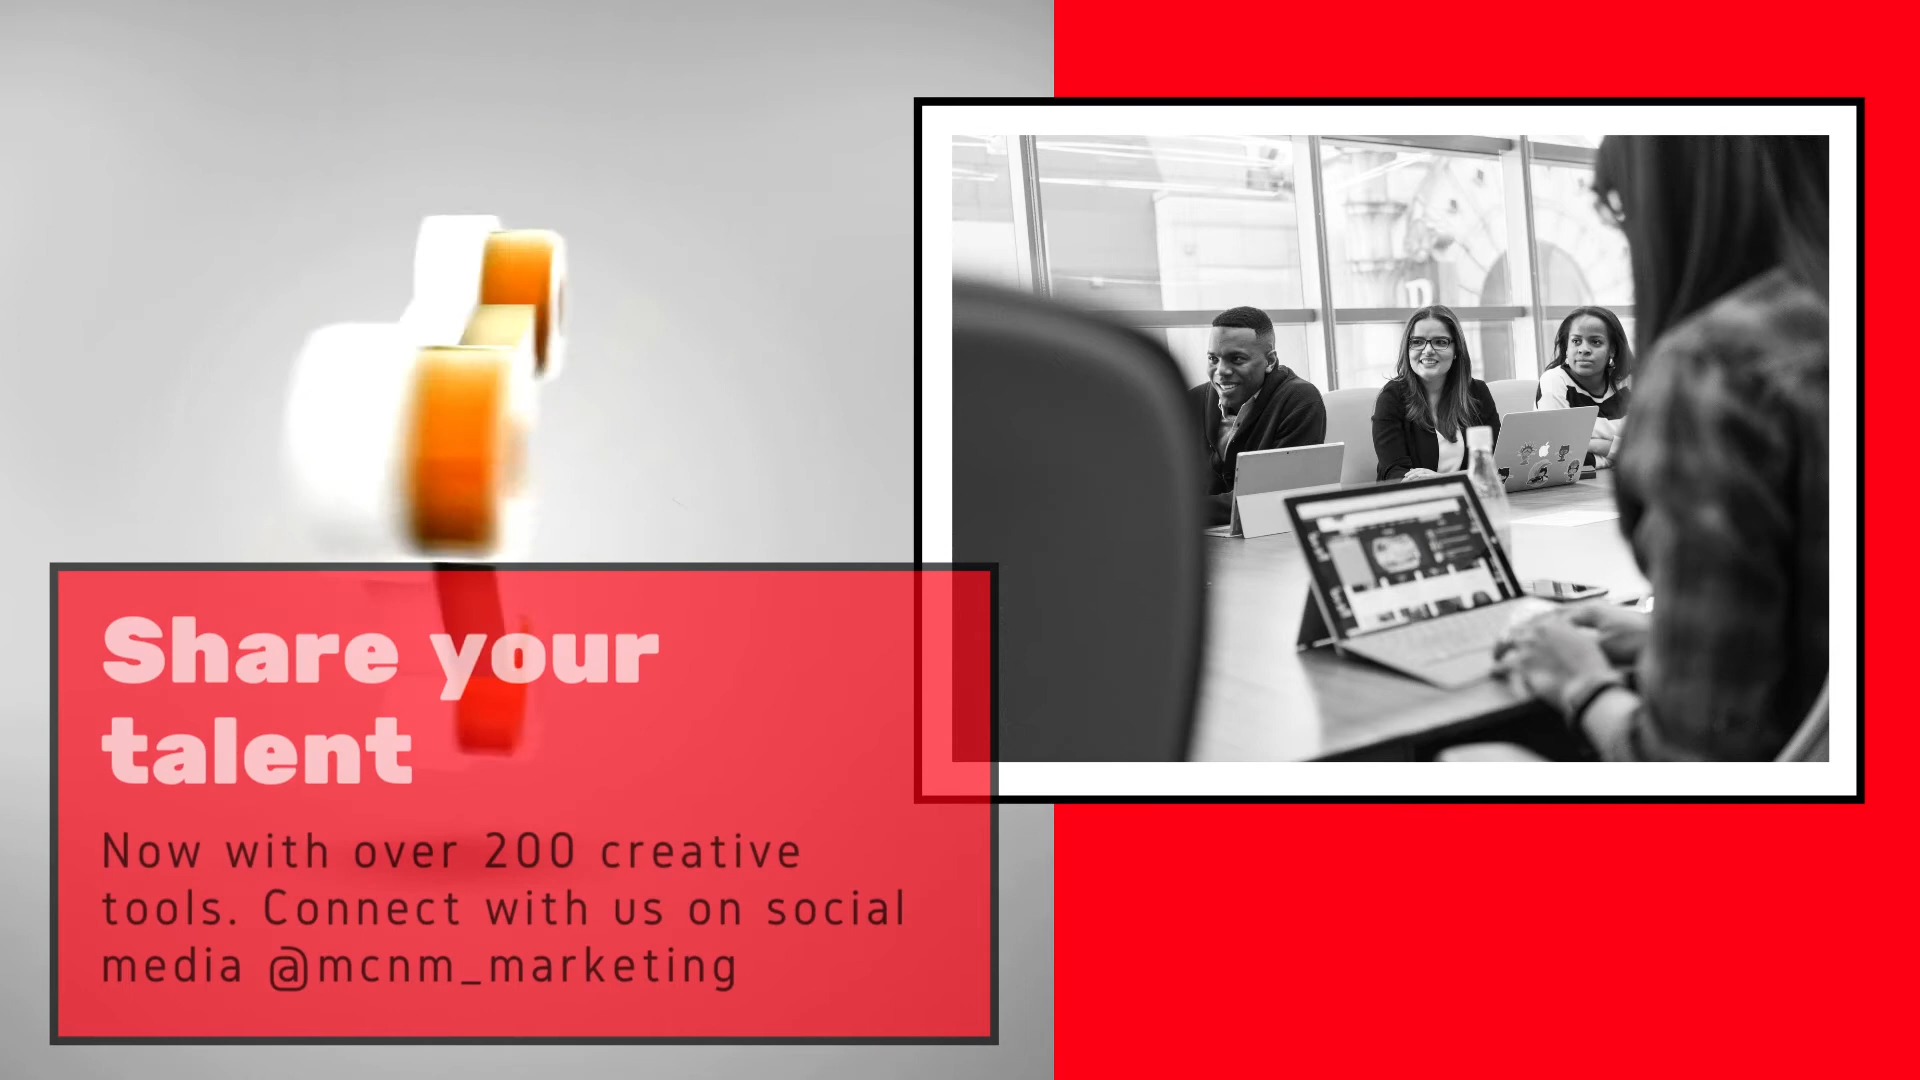 Share your
talent
Now with over 200 creative
tools. Connect with us on social
media @mcnm_marketing